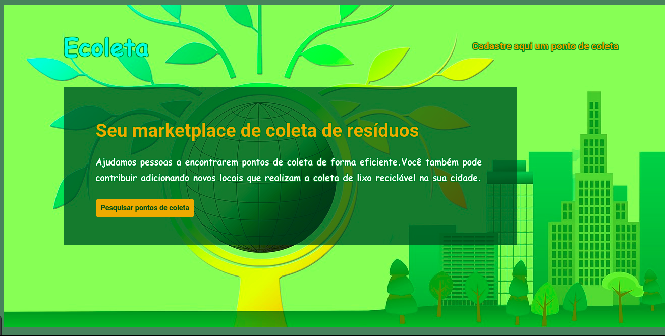 Ecoleta
Cadastre aqui um ponto de coleta
Seu marketplace de coleta de resíduos
Ajudamos pessoas a encontrarem pontos de coleta de forma eficiente.Você também pode
contribuir adicionando novos locais que realizam a coleta de lixo reciclável na sua cidade.
Pesquisar pontos de coleta